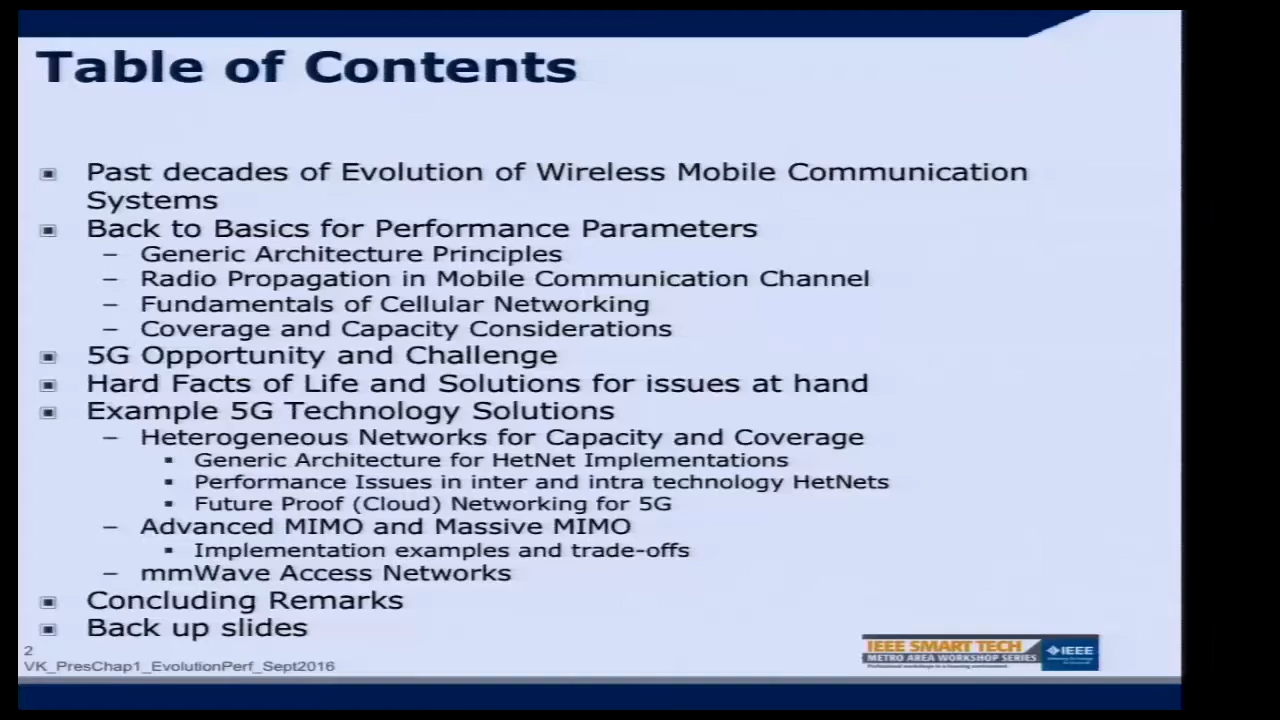 Table of Contents
Past decades of Evolution of Wireless Mobile Communication
Systems
Back to Basics for Performance Parameters
– Generic Architecture Principles
– Radio Propagation in Mobile Communication Channel
– Fundamentals of Cellular Networking
– Coverage and Capacity Considerations
5G Opportunity and Challenge
Hard Facts of Life and Solutions for issues at hand
Example 5G Technology Solutions
– Heterogeneous Networks for Capacity and Coverage
▪ Generic Architecture for HetNet Implementations
▪ Performance Issues in inter and intra technology HetNets
▪ Future Proof (Cloud) Networking for 5G
– Advanced MIMO and Massive MIMO
▪ Implementation examples and trade-offs
– mmWave Access Networks
Concluding Remarks
Back up slides
2
VK_PresChap1_EvolutionPerf_Sept2016
IEEE SMART TECH
METRO AREA WORKSHOP SERIES
IEEE